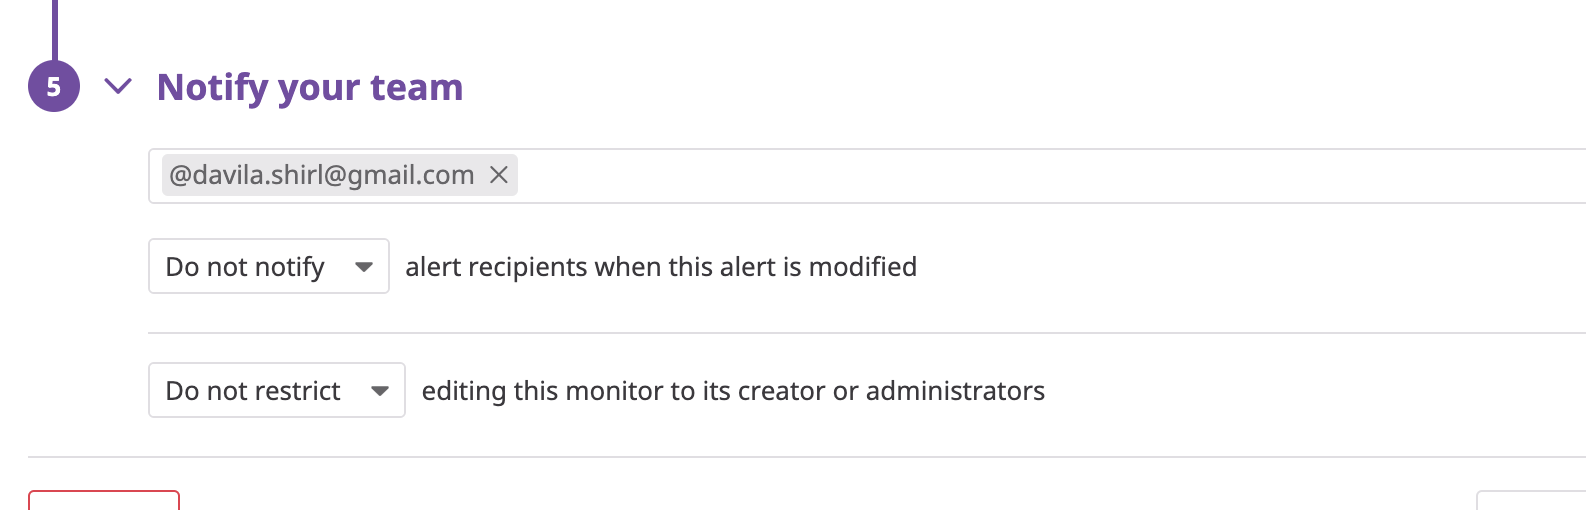 5 Notify your team
@davila.shirl@gmail.com
Do not notify alert recipients when this alert is modified
Do not restrict editing this monitor to its creator or administrators